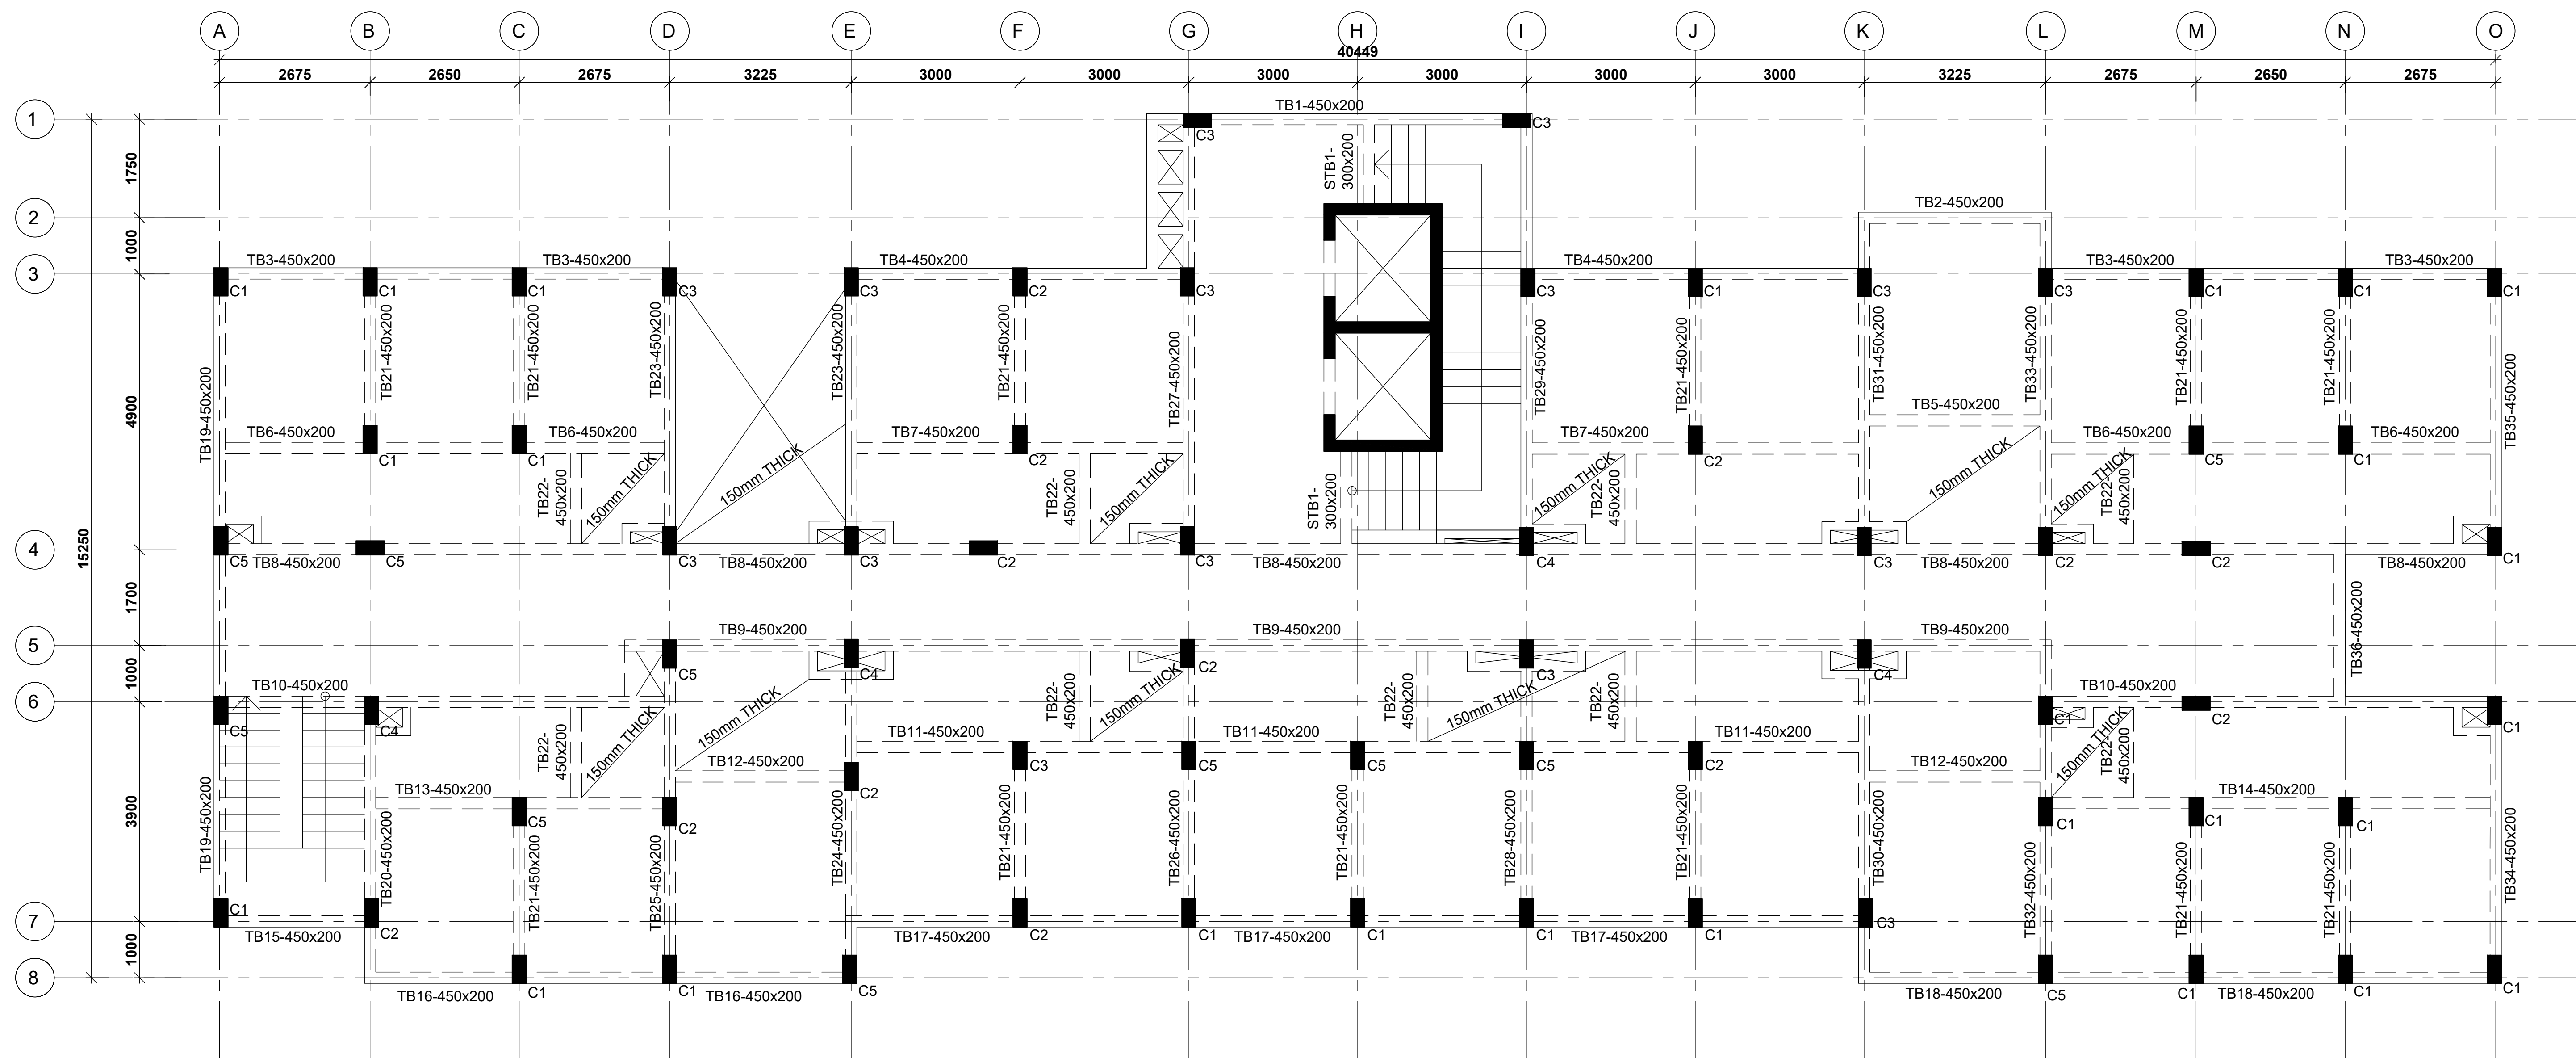 A B C D E F G H I J K L M N O
40449
2675 2650 2675 3225 3000 3000 3000 3000 3000 3000 3225 2675 2650 2675
1
TB1-450x200
C3 C3
1750
STB1-
300x200
2
TB2-450x200
1000
TB3-450x200 TB3-450x200 TB4-450x200 TB4-450x200 TB3-450x200 TB3-450x200
3
C1 C1 C1 C3 C3 C2 C3 C3 C1 C3 C3 C1 C1 C1
TB19-450x200
TB21-450x200
TB21-450x200
TB23-450x200
TB23-450x200
TB21-450x200
TB27-450x200
TB29-450x200
TB21-450x200
TB31-450x200
TB33-450x200
TB21-450x200
TB21-450x200
TB35-450x200
4900
TB5-450x200
TB6-450x200 TB6-450x200 TB7-450x200 TB7-450x200 TB6-450x200 TB6-450x200
C1 C1 C2 C2 C5 C1
TB22-
450x200
150mm THICK
150mm THICK
TB22-
450x200
150mm THICK
STB1-
300x200
150mm THICK
TB22-
450x200
150mm THICK
150mm THICK
TB22-
450x200
4
C5 C5 C3 C3 C2 C3 C4 C3 C2 C2 C1
TB8-450x200 TB8-450x200 TB8-450x200 TB8-450x200 TB8-450x200
15250
1700
TB36-450x200
TB9-450x200 TB9-450x200 TB9-450x200
5
C5 C4 C2 C3 C4
1000
TB10-450x200 TB10-450x200
6
C5 C4 C1 C2 C1
TB22-
450x200
150mm THICK
150mm THICK
TB22-
450x200
150mm THICK
TB22-
450x200
150mm THICK
TB22-
450x200
150mm THICK
TB22-
450x200
TB11-450x200 TB11-450x200 TB11-450x200
C3 C5 C5 C5 C2
TB12-450x200 TB12-450x200
C2
TB13-450x200 TB14-450x200
C5 C2 C1 C1 C1
3900
TB19-450x200
TB20-450x200
TB21-450x200
TB25-450x200
TB24-450x200
TB21-450x200
TB26-450x200
TB21-450x200
TB28-450x200
TB21-450x200
TB30-450x200
TB32-450x200
TB21-450x200
TB21-450x200
TB34-450x200
7
C1 C2 C2 C1 C1 C1 C1 C3
TB15-450x200 TB17-450x200 TB17-450x200 TB17-450x200
1000
8
C1 C1 C5 C5 C1 C1 C1
TB16-450x200 TB16-450x200 TB18-450x200 TB18-450x200